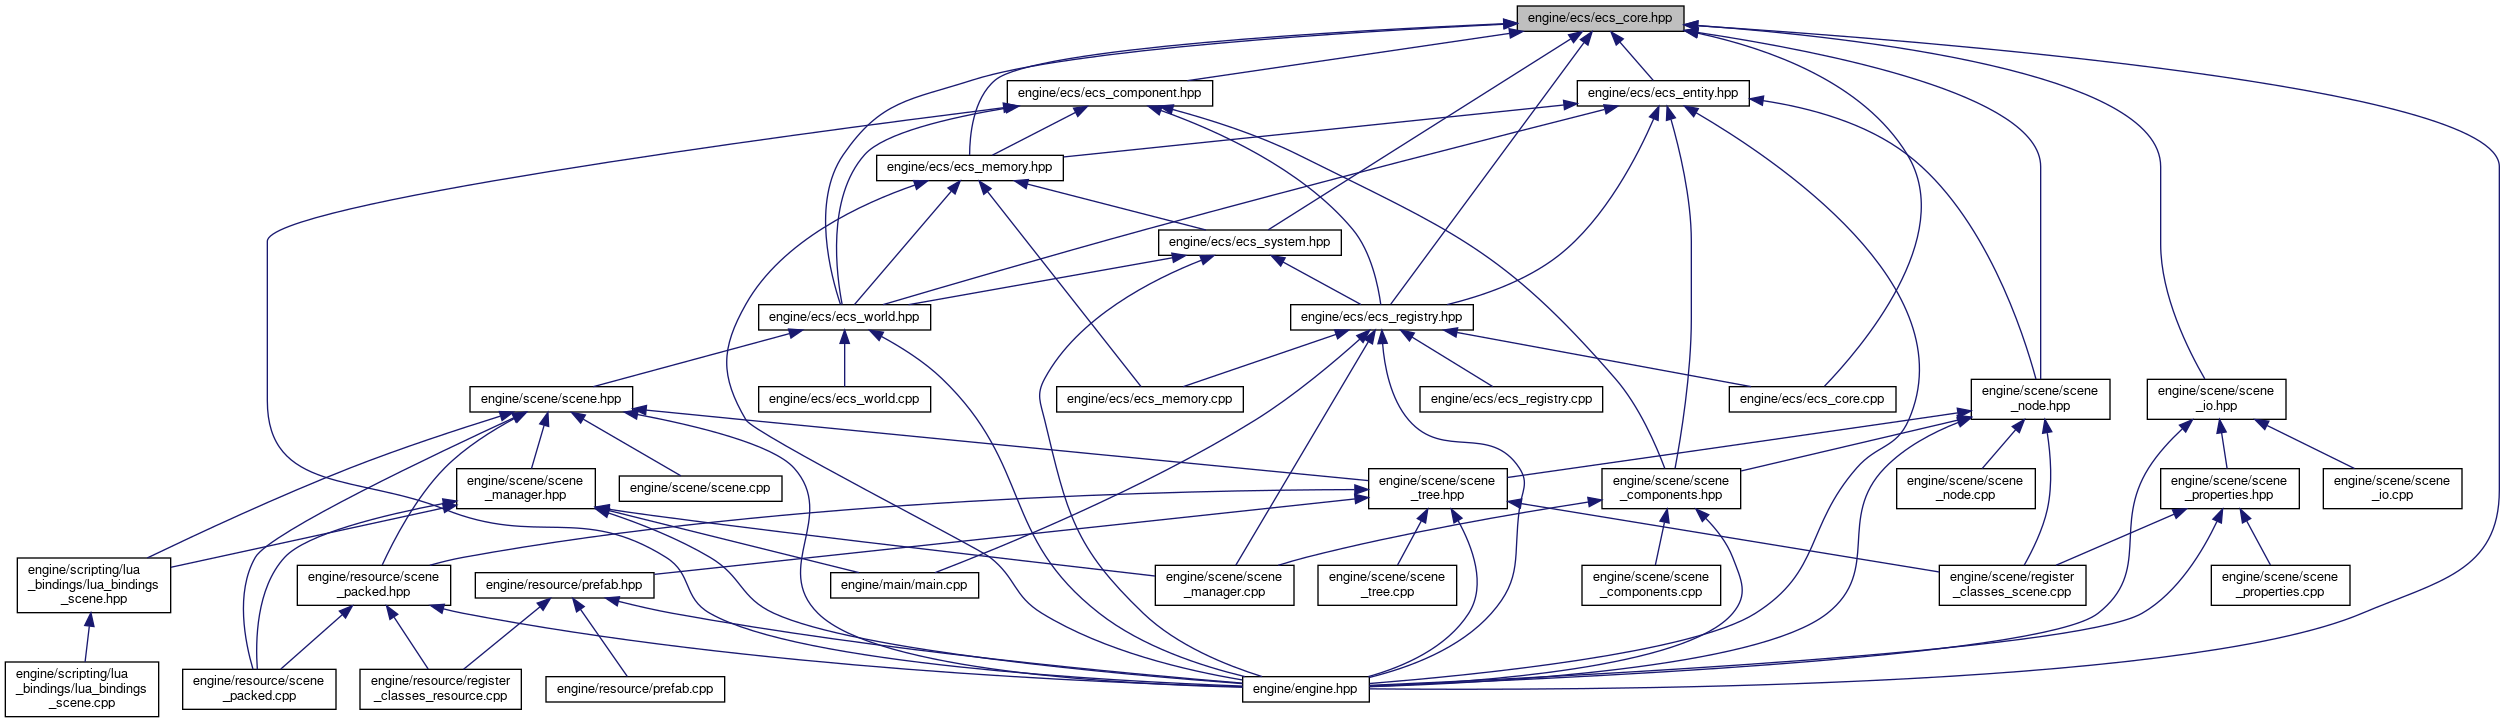 engine/ecs/ecs_core.hpp
engine/ecs/ecs_component.hpp
engine/ecs/ecs_entity.hpp
engine/ecs/ecs_memory.hpp
engine/ecs/ecs_system.hpp
engine/ecs/ecs_world.hpp
engine/ecs/ecs_registry.hpp
engine/scene/scene.hpp
engine/ecs/ecs_world.cpp
engine/ecs/ecs_memory.cpp
engine/ecs/ecs_registry.cpp
engine/ecs/ecs_core.cpp
engine/scene/scene
_node.hpp
engine/scene/scene
_io.hpp
engine/scene/scene
_manager.hpp
engine/scene/scene.cpp
engine/scene/scene
_tree.hpp
engine/scene/scene
_components.hpp
engine/scene/scene
_node.cpp
engine/scene/scene
_properties.hpp
engine/scene/scene
_io.cpp
engine/scripting/lua
_bindings/lua_bindings
_scene.hpp
engine/resource/scene
_packed.hpp
engine/resource/prefab.hpp
engine/main/main.cpp
engine/scene/scene
_manager.cpp
engine/scene/scene
_tree.cpp
engine/scene/scene
_components.cpp
engine/scene/register
_classes_scene.cpp
engine/scene/scene
_properties.cpp
engine/scripting/lua
_bindings/lua_bindings
_scene.cpp
engine/resource/scene
_packed.cpp
engine/resource/register
_classes_resource.cpp
engine/resource/prefab.cpp
engine/engine.hpp